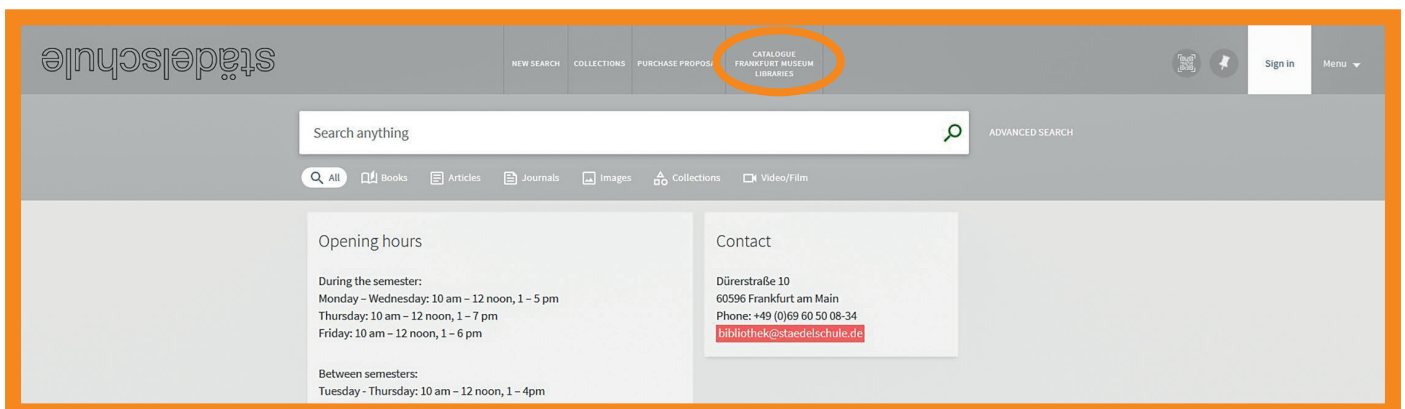 städelschule
NEW SEARCH
COLLECTIONS
PURCHASE PROPOSA
CATALOGUE
FRANKFURT MUSEUM
LIBRARIES
Sign in
Menu
Search anything
ADVANCED SEARCH
All
Books
Articles
Journals
Images
Collections
Video/Film
Opening hours
During the semester:
Monday – Wednesday: 10 am – 12 noon, 1 – 5 pm
Thursday: 10 am – 12 noon, 1 – 7 pm
Friday: 10 am – 12 noon, 1 – 6 pm
Between semesters:
Tuesday - Thursday: 10 am – 12 noon, 1 – 4pm
Contact
Dürerstraße 10
60596 Frankfurt am Main
Phone: +49 (0)69 60 50 08-34
bibliothek@staedelschule.de